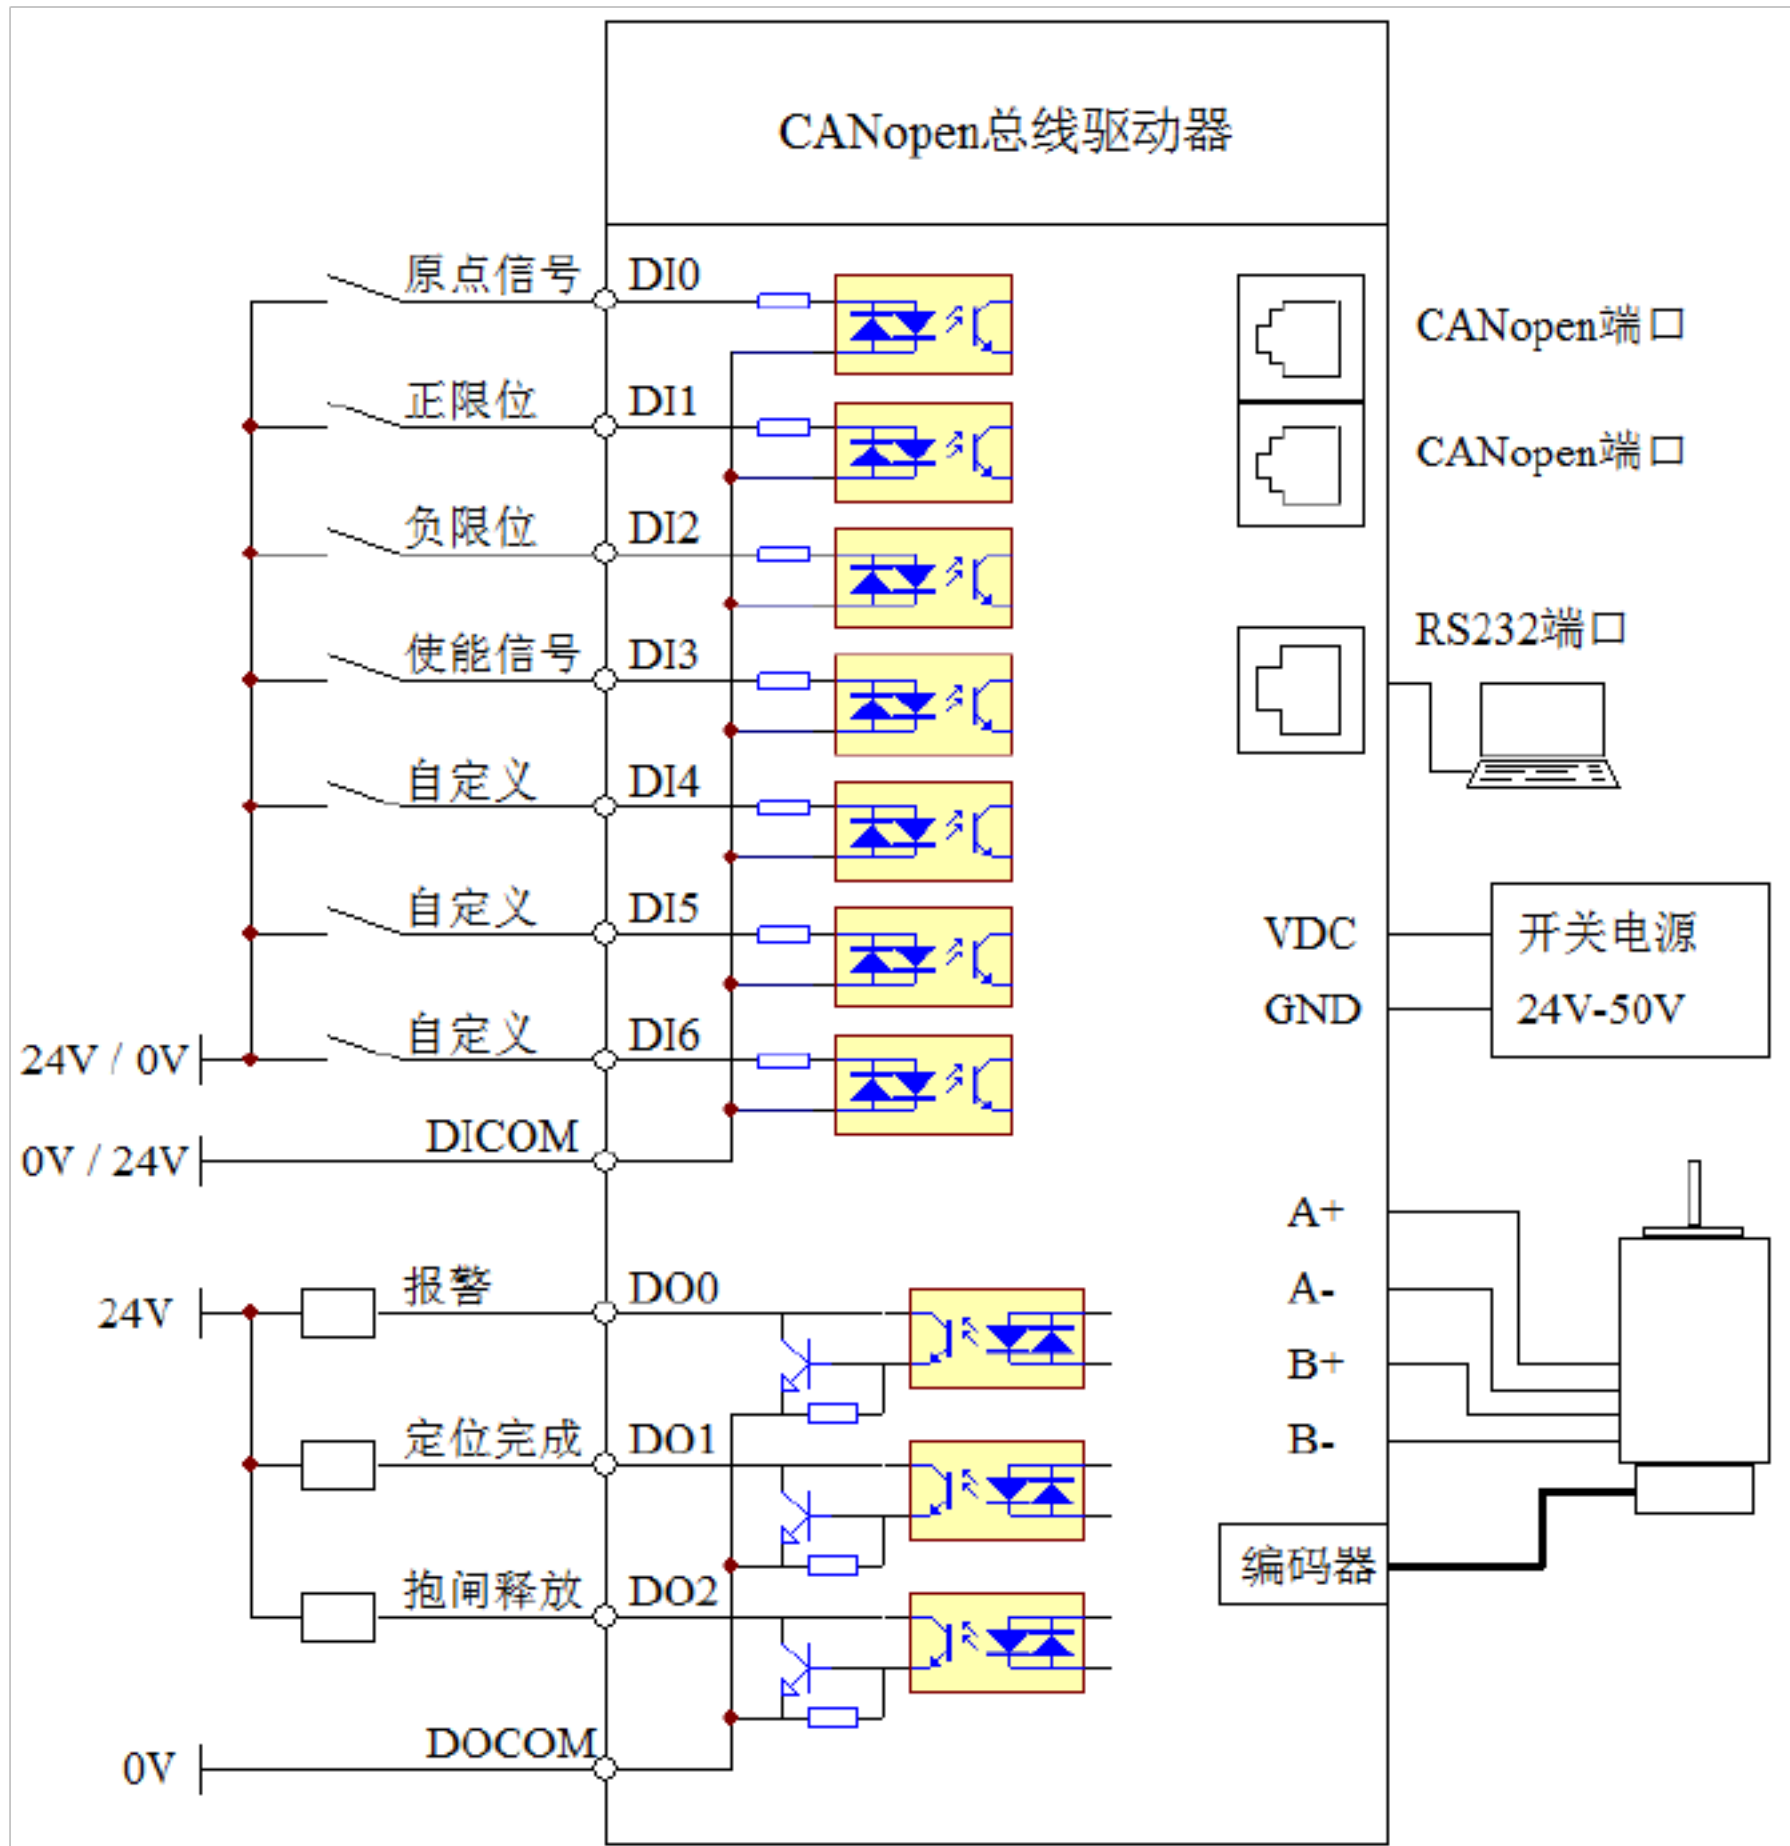 CANopen总线驱动器
原点信号 DI0
CANopen端口
正限位 DI1
CANopen端口
负限位 DI2
使能信号 DI3
RS232端口
自定义 DI4
自定义 DI5
VDC 开关电源
GND 24V-50V
自定义 DI6
24V / 0V
DICOM
0V / 24V
A+
报警 DO0
24V
A-
B+
定位完成 DO1
B-
编码器
抱闸释放 DO2
DOCOM
0V